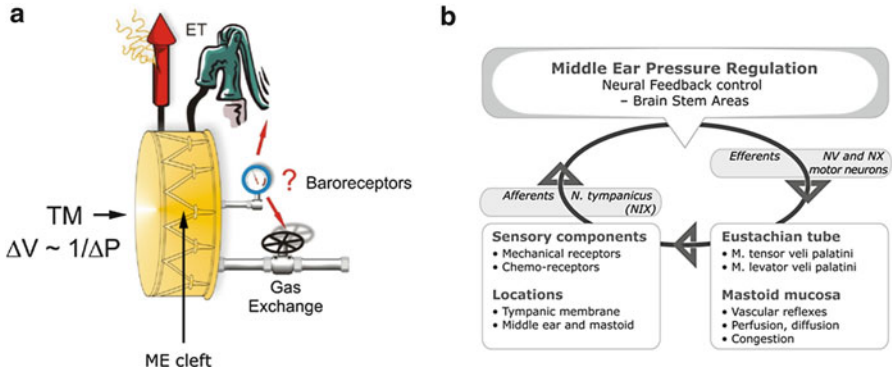 a
ET
? Baroreceptors
TM
ΔV ~ 1/ΔP
Gas
Exchange
ME cleft
b
Middle Ear Pressure Regulation
Neural Feedback control
– Brain Stem Areas
Efferents NV and NX
motor neurons
Afferents N. tympanicus
(NIX)
Sensory components
• Mechanical receptors
• Chemo-receptors
Locations
• Tympanic membrane
• Middle ear and mastoid
Eustachian tube
• M. tensor veli palatini
• M. levator veli palatini
Mastoid mucosa
• Vascular reflexes
• Perfusion, diffusion
• Congestion